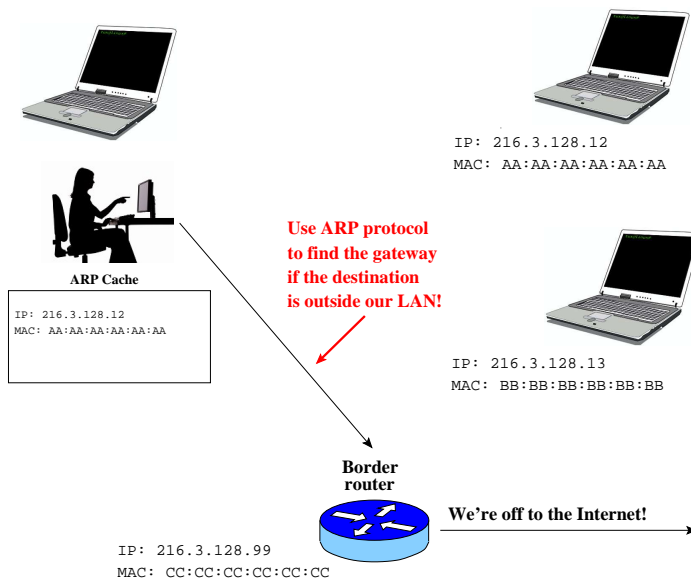 IP: 216.3.128.12
MAC: AA:AA:AA:AA:AA:AA
Use ARP protocol
to find the gateway
if the destination
is outside our LAN!
ARP Cache
IP: 216.3.128.12
MAC: AA:AA:AA:AA:AA:AA
IP: 216.3.128.13
MAC: BB:BB:BB:BB:BB:BB
Border
router
We're off to the Internet!
IP: 216.3.128.99
MAC: CC:CC:CC:CC:CC:CC